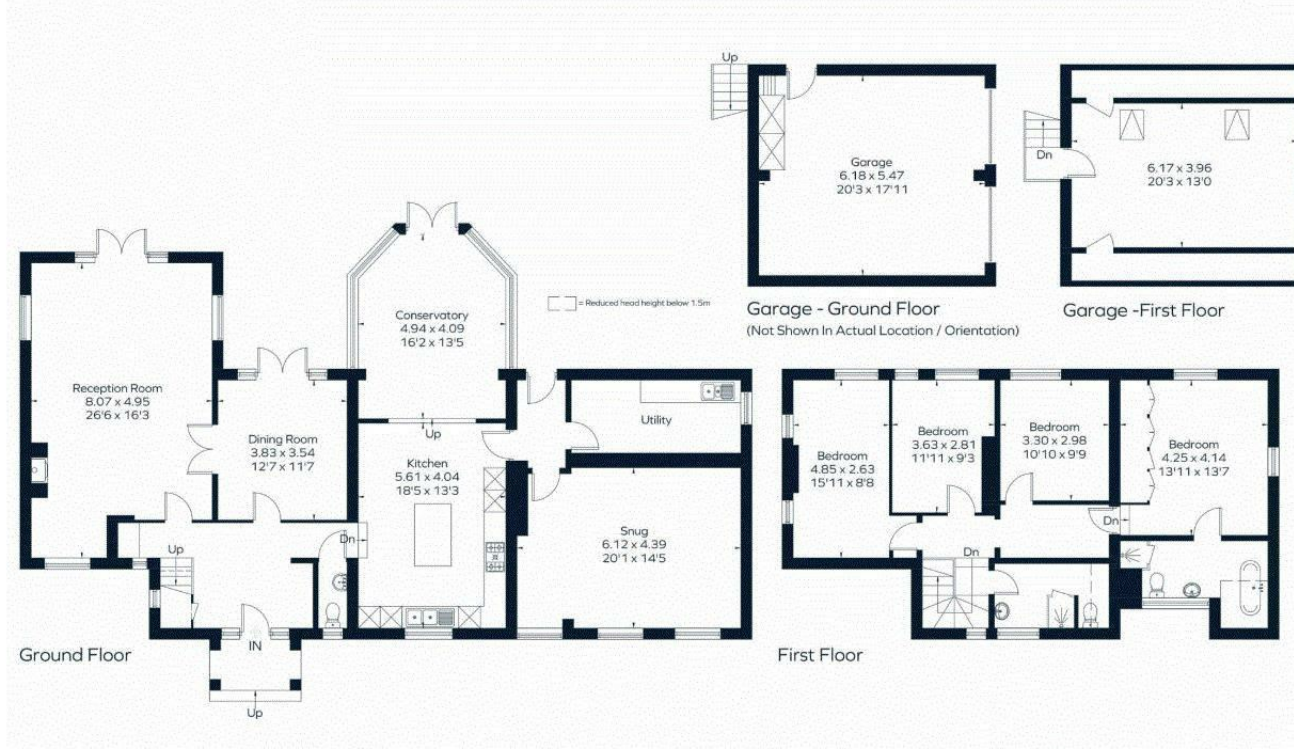 Up
Garage
6.18 x 5.47
20'3 x 17'11
Dn
6.17 x 3.96
20'3 x 13'0
Garage - Ground Floor
(Not Shown In Actual Location / Orientation)
Garage -First Floor
= Reduced head height below 1.5m
Conservatory
4.94 x 4.09
16'2 x 13'5
Reception Room
8.07 x 4.95
26'6 x 16'3
Dining Room
3.83 x 3.54
12'7 x 11'7
Up
Kitchen
5.61 x 4.04
18'5 x 13'3
Utility
Snug
6.12 x 4.39
20'1 x 14'5
Up
Dn
IN
Up
Ground Floor
Bedroom
4.85 x 2.63
15'11 x 8'8
Bedroom
3.63 x 2.81
11'11 x 9'3
Bedroom
3.30 x 2.98
10'10 x 9'9
Bedroom
4.25 x 4.14
13'11 x 13'7
Dn
Dn
First Floor